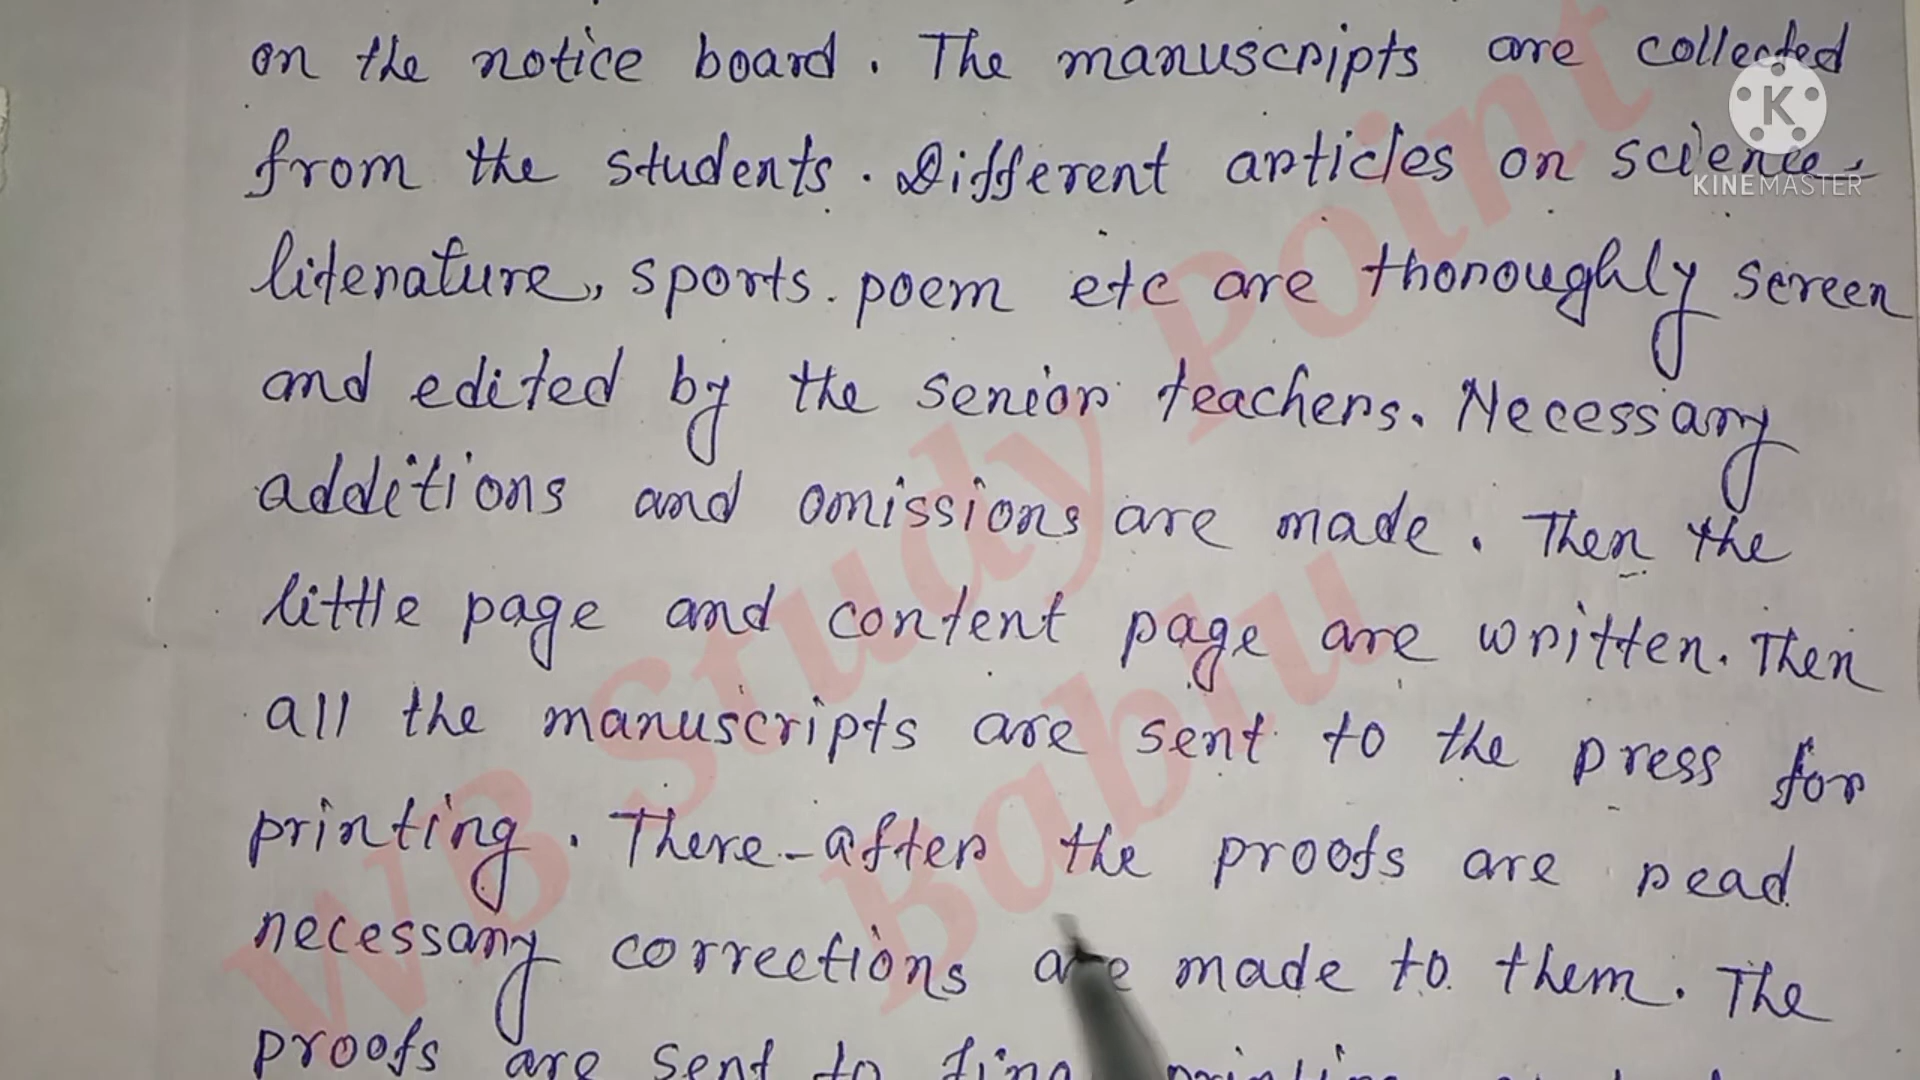 on the notice board. The manuscripts are collected
from the students. Different articles on science,
literature, sports. poem etc are thoroughly screen
and edited by the senior teachers. Necessary
additions and omissions are made. Then the
little page and content page are written. Then
all the manuscripts are sent to the press for
printing. There-after the proofs are read
necessary corrections are made to them. The
proofs are sent to
WB Study Point
Bablu
K
KINEMASTER